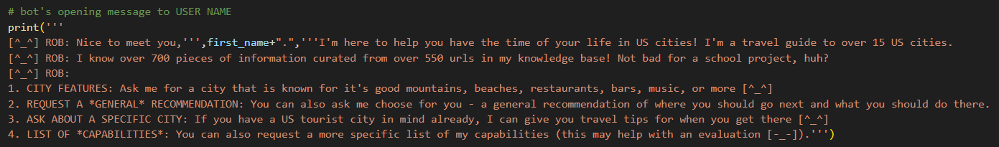 # bot's opening message to USER NAME
print('''
[^_^] ROB: Nice to meet you,''',first_name+".",'''I'm here to help you have the time of your life in US cities! I'm a travel guide to over 15 US cities.
[^_^] ROB: I know over 700 pieces of information curated from over 550 urls in my knowledge base! Not bad for a school project, huh?
[^_^] ROB:
1. CITY FEATURES: Ask me for a city that is known for it's good mountains, beaches, restaurants, bars, music, or more [^_^]
2. REQUEST A *GENERAL* RECOMMENDATION: You can also ask me choose for you - a general recommendation of where you should go next and what you should do there.
3. ASK ABOUT A SPECIFIC CITY: If you have a US tourist city in mind already, I can give you travel tips for when you get there [^_^]
4. LIST OF *CAPABILITIES*: You can also request a more specific list of my capabilities (this may help with an evaluation [-_-]).''')